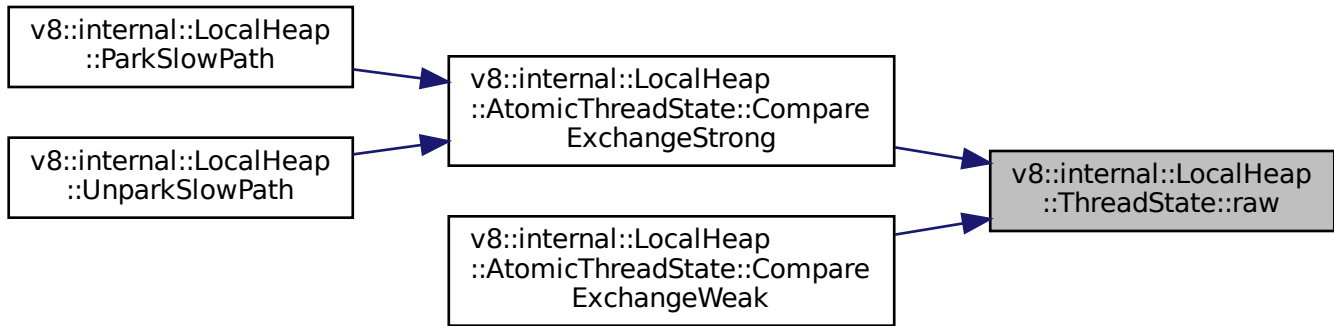 v8::internal::LocalHeap
::ParkSlowPath
v8::internal::LocalHeap
::UnparkSlowPath
v8::internal::LocalHeap
::AtomicThreadState::Compare
ExchangeStrong
v8::internal::LocalHeap
::AtomicThreadState::Compare
ExchangeWeak
v8::internal::LocalHeap
::ThreadState::raw